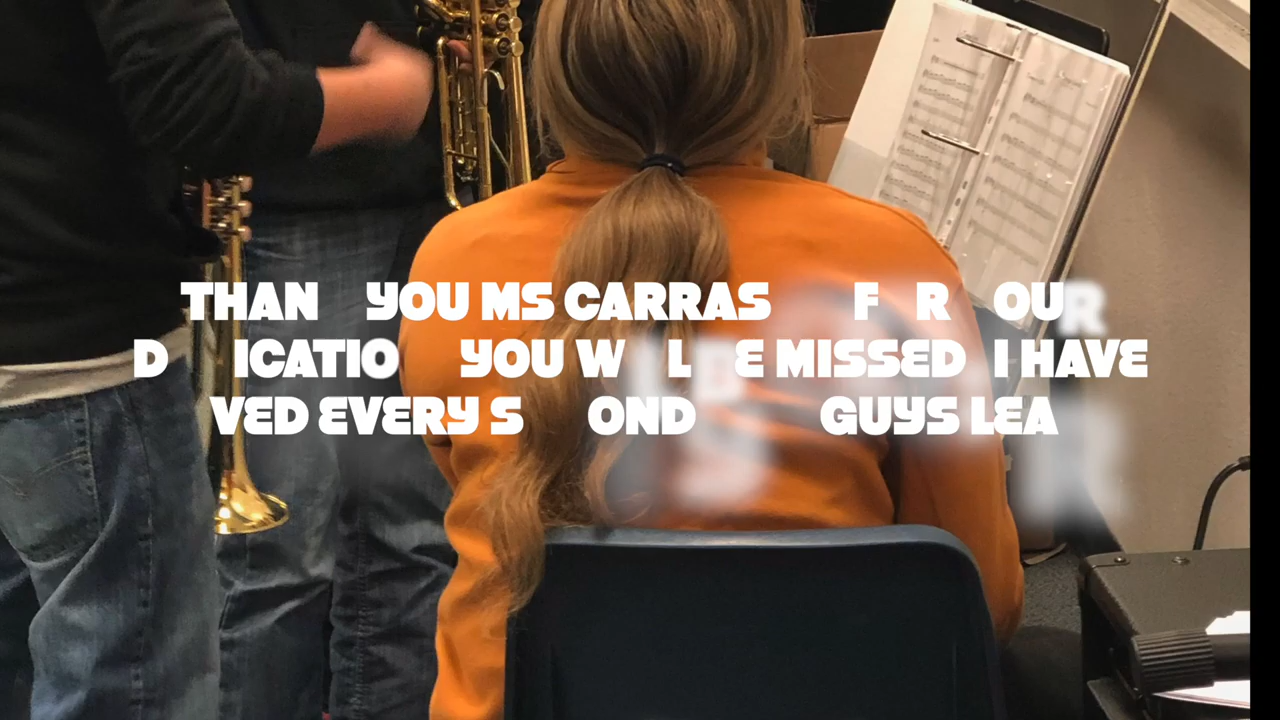 THAN YOU MS CARRAS F R OUR
D ICATIO YOU W L E MISSED I HAVE
VED EVERY S OND GUYS LEA